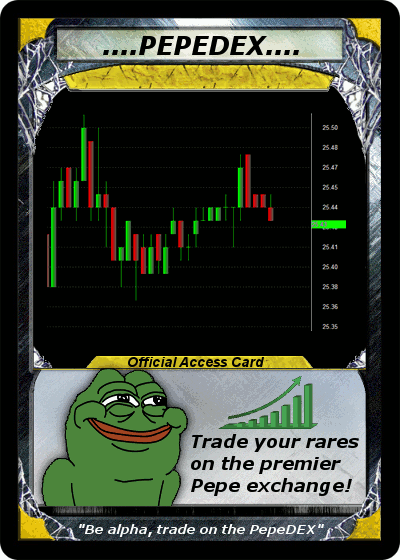 ....PEPEDEX....
25.50
25.48
25.47
25.45
25.44
25.41
25.40
25.38
25.36
25.35
Official Access Card
Trade your rares
on the premier
Pepe exchange!
"Be alpha, trade on the PepeDEX"